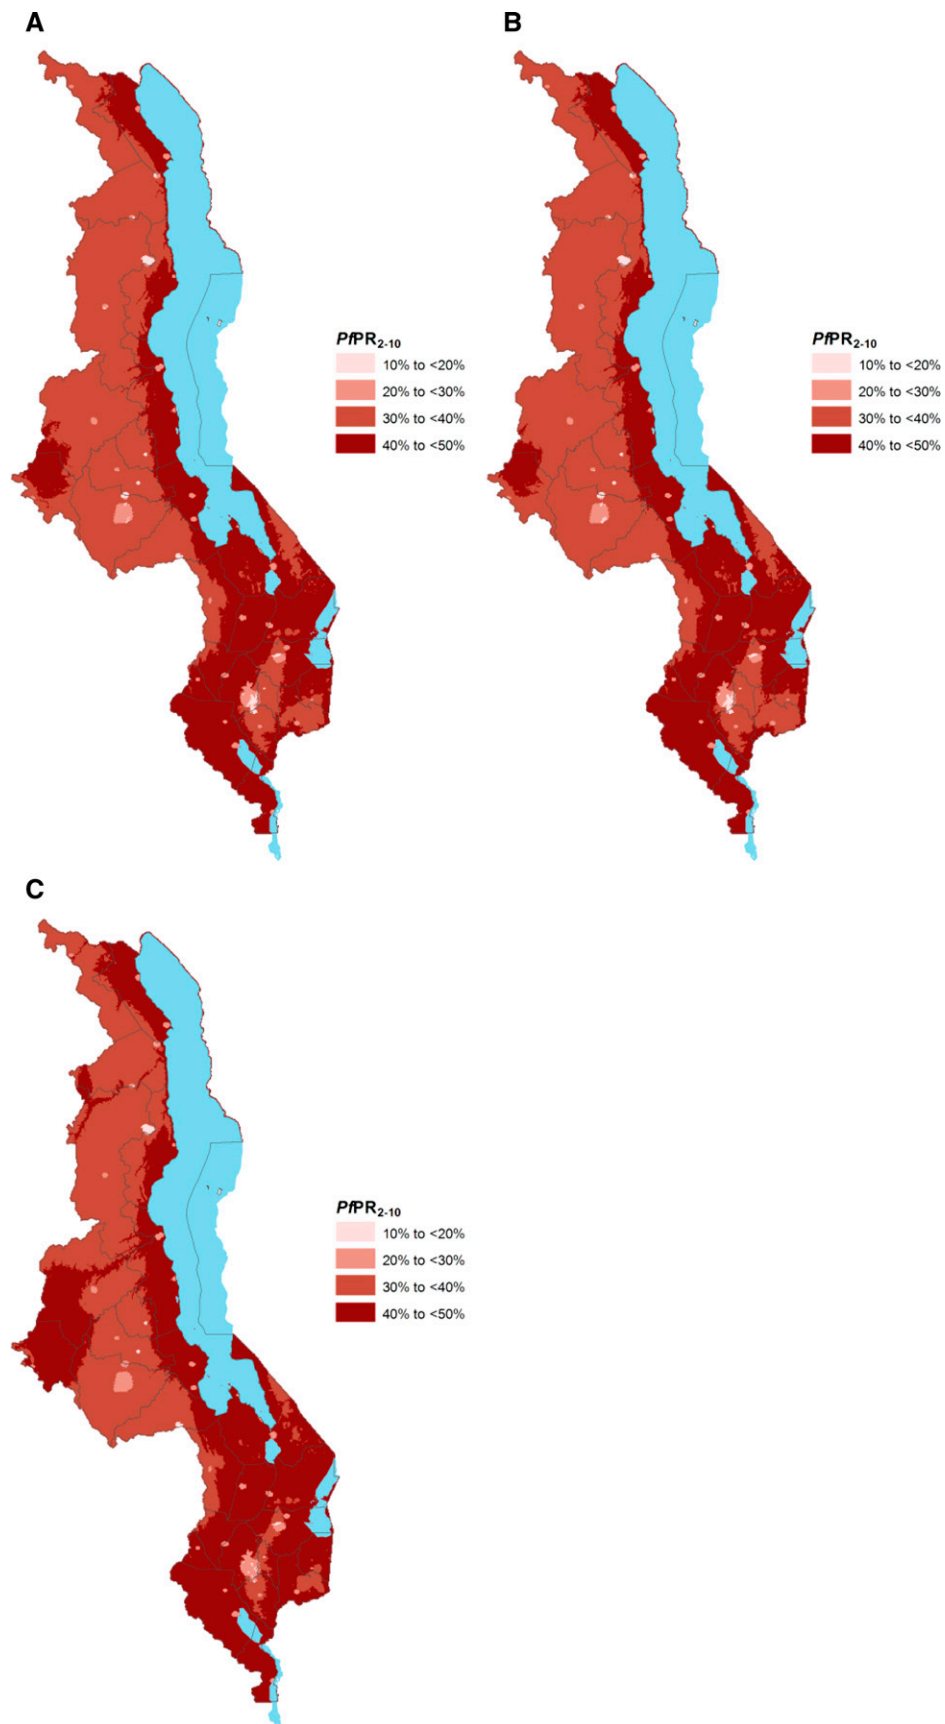 A
B
PfPR2-10
10% to <20%
20% to <30%
30% to <40%
40% to <50%
PfPR2-10
10% to <20%
20% to <30%
30% to <40%
40% to <50%
C
PfPR2-10
10% to <20%
20% to <30%
30% to <40%
40% to <50%